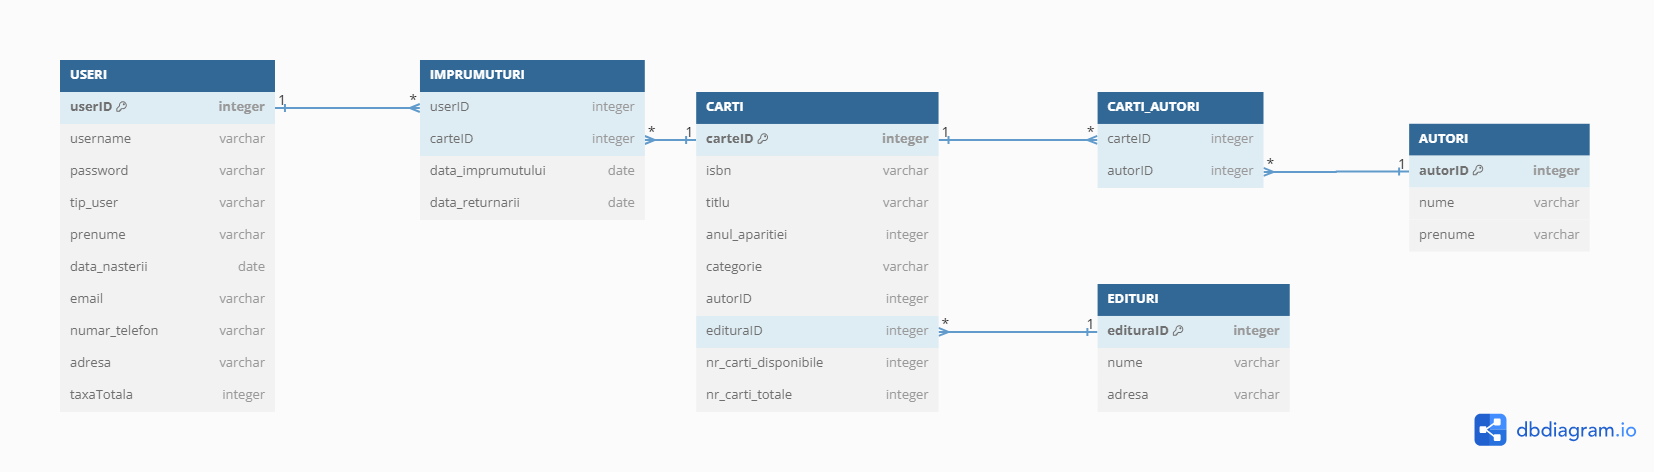 USERI
userID integer
username varchar
password varchar
tip_user varchar
prenume varchar
data_nasterii date
email varchar
numar_telefon varchar
adresa varchar
taxaTotala integer
1 *
IMPRUMUTURI
userID integer
carteID integer
data_imprumutului date
data_returnarii date
* 1
CARTI
carteID integer
isbn varchar
titlu varchar
anul_aparitiei integer
categorie varchar
autorID integer
edituraID integer
nr_carti_disponibile integer
nr_carti_totale integer
1 *
CARTI_AUTORI
carteID integer
autorID integer
* 1
AUTORI
autorID integer
nume varchar
prenume varchar
* 1
EDITURI
edituraID integer
nume varchar
adresa varchar
dbdiagram.io